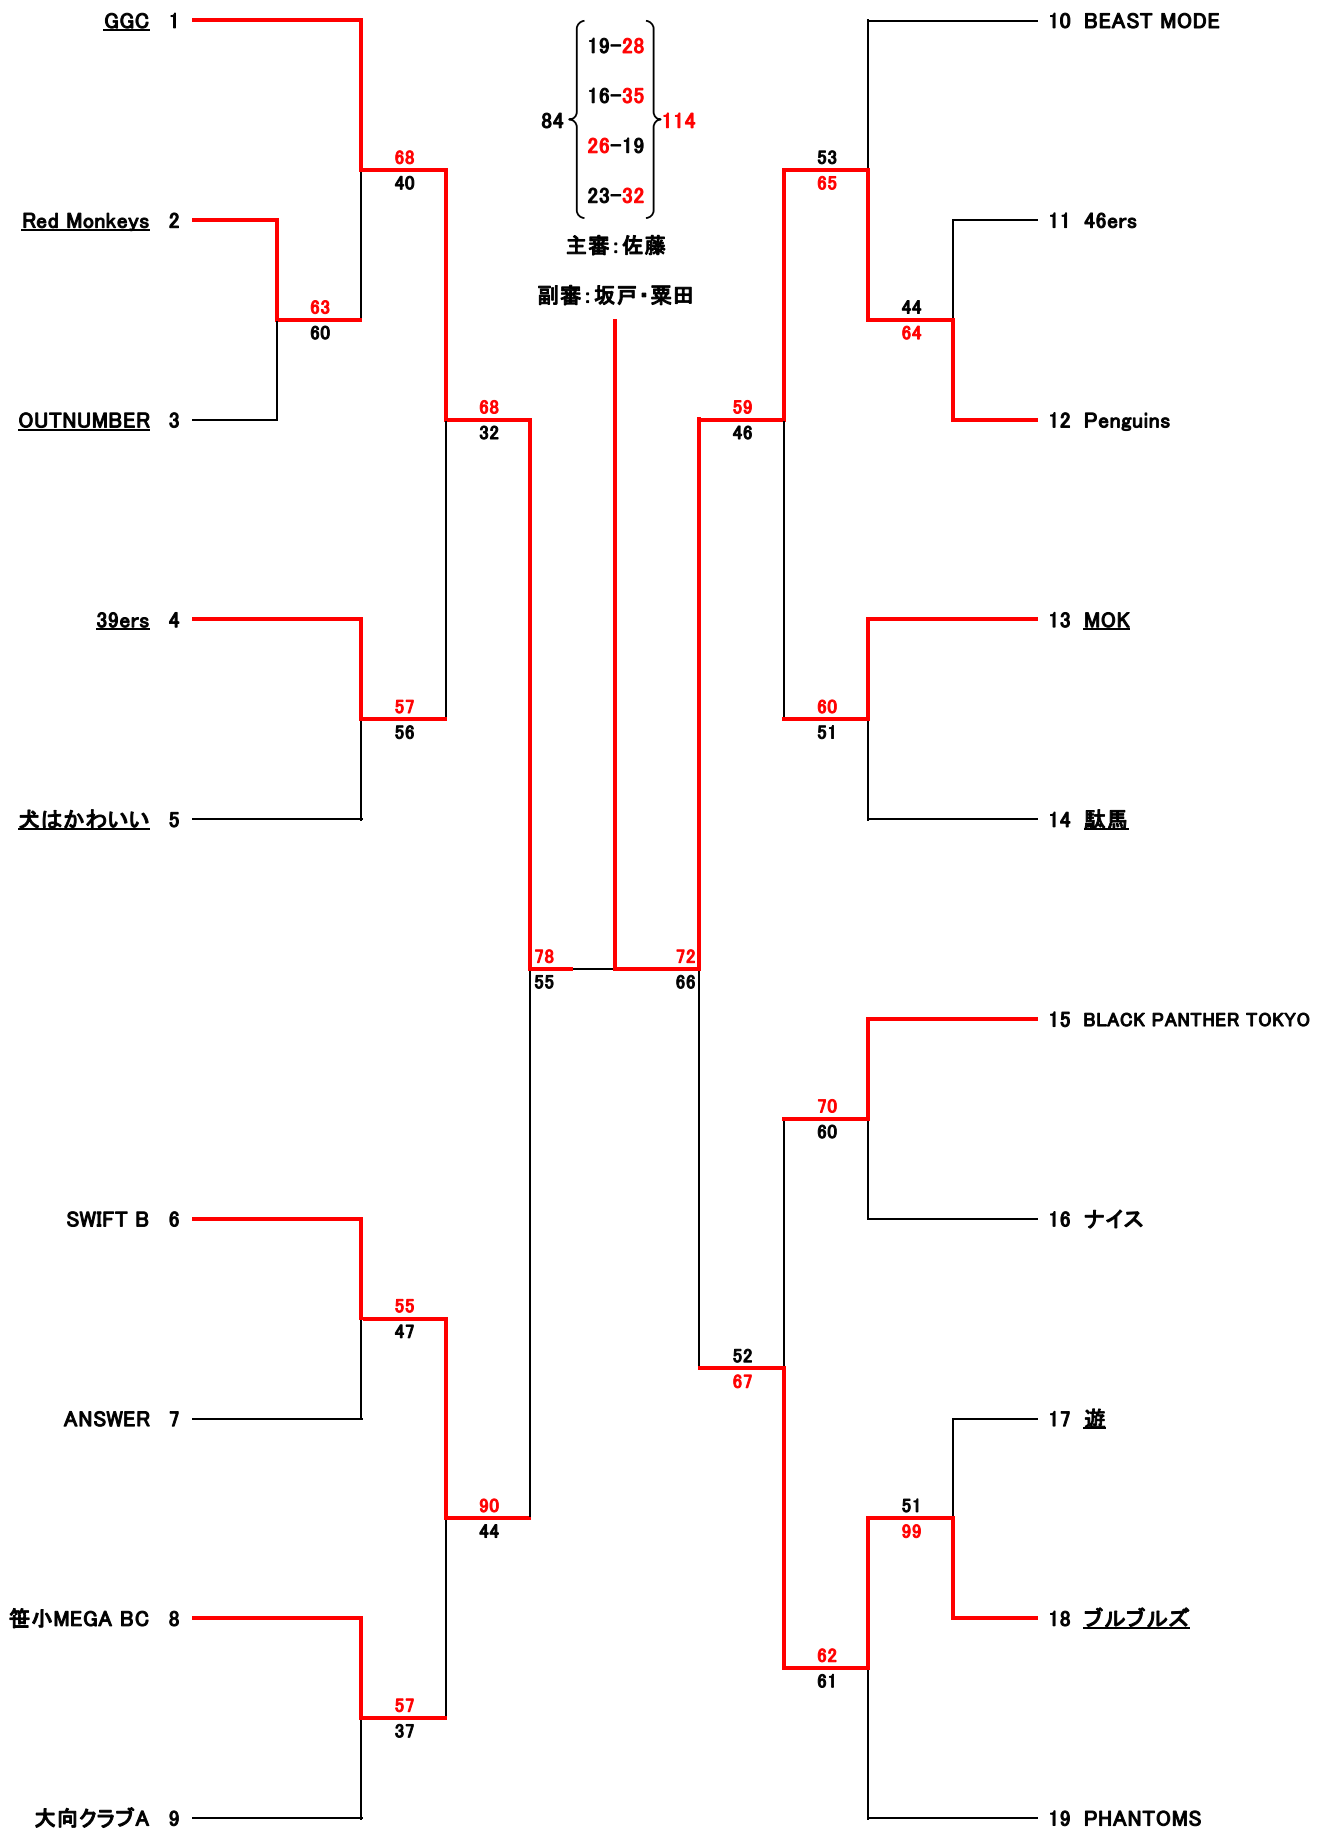 GGC 1
19-28
16-35
84
114
26-19
23-32
主審：佐藤
副審：坂戸・粟田
68
40
Red Monkeys 2
63
60
OUTNUMBER 3
68
32
39ers 4
57
56
犬はかわいい 5
78
55
SWIFT B 6
55
47
ANSWER 7
90
44
笹小MEGA BC 8
57
37
大向クラブA 9
10 BEAST MODE
53
65
11 46ers
44
64
12 Penguins
59
46
13 MOK
60
51
14 駄馬
72
66
15 BLACK PANTHER TOKYO
70
60
16 ナイス
52
67
17 遊
51
99
18 ブルブルズ
62
61
19 PHANTOMS